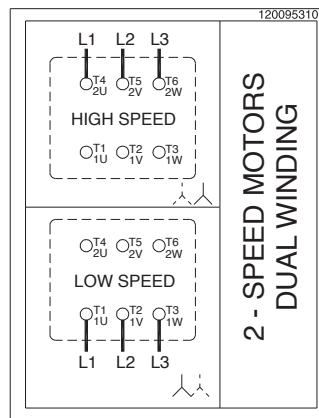 120095310
L1 L2 L3
T4 T5 T6
2U 2V 2W
HIGH SPEED
T1 T2 T3
1U 1V 1W
T4 T5 T6
2U 2V 2W
LOW SPEED
T1 T2 T3
1U 1V 1W
L1 L2 L3
2 - SPEED MOTORS
DUAL WINDING